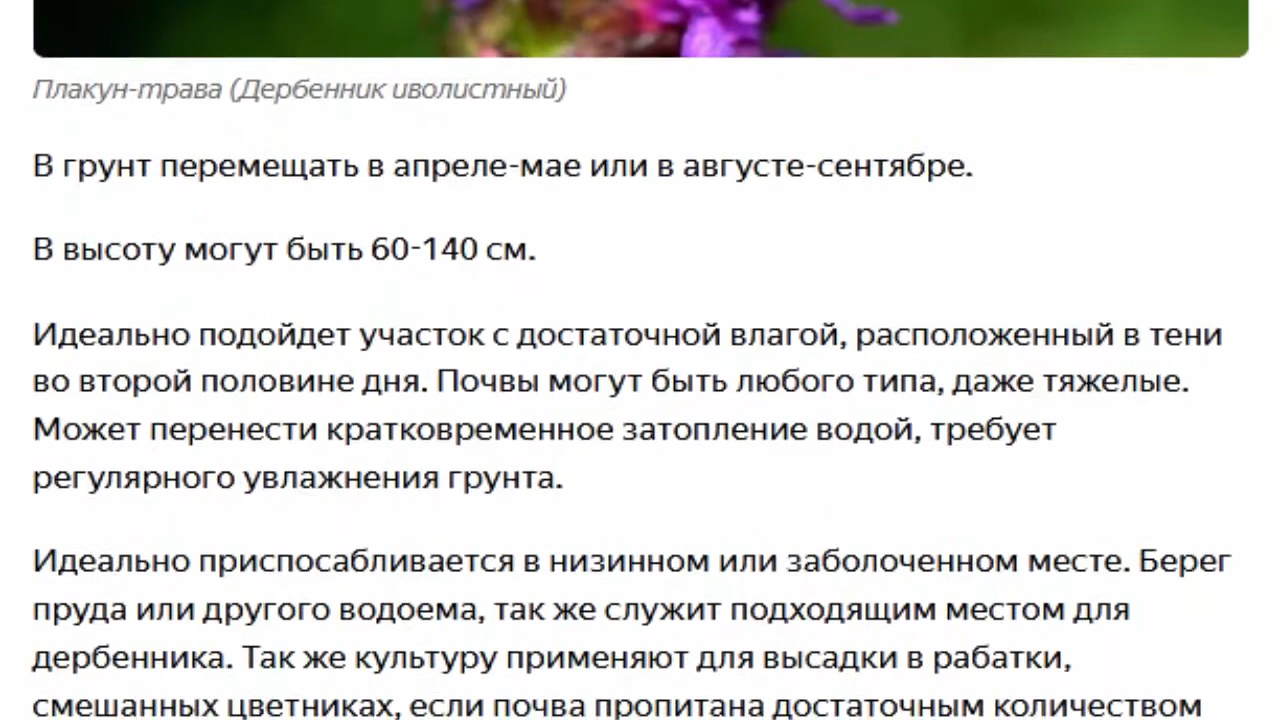 Плакун-трава (Дербенник иволистный)
В грунт перемещать в апреле-мае или в августе-сентябре.
В высоту могут быть 60-140 см.
Идеально подойдет участок с достаточной влагой, расположенный в тени
во второй половине дня. Почвы могут быть любого типа, даже тяжелые.
Может перенести кратковременное затопление водой, требует
регулярного увлажнения грунта.
Идеально приспосабливается в низинном или заболоченном месте. Берег
пруда или другого водоема, так же служит подходящим местом для
дербенника. Так же культуру применяют для высадки в рабатки,
смешанных цветниках, если почва пропитана достаточным количеством